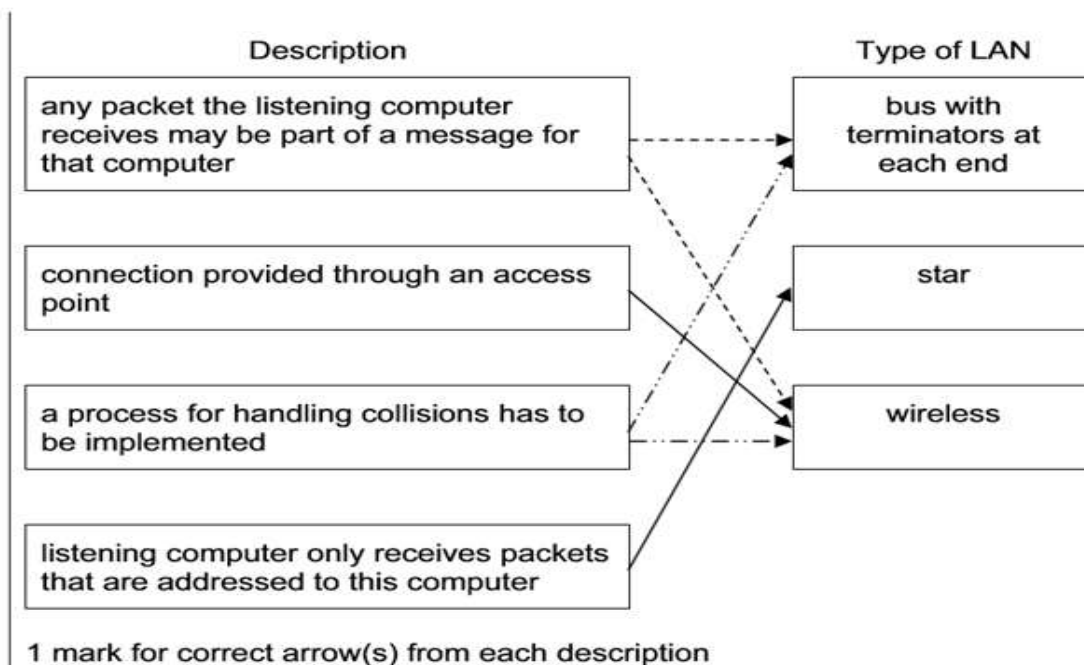 Description
Type of LAN
any packet the listening computer
receives may be part of a message for
that computer
bus with
terminators at
each end
connection provided through an access
point
star
a process for handling collisions has to
be implemented
wireless
listening computer only receives packets
that are addressed to this computer
1 mark for correct arrow(s) from each description